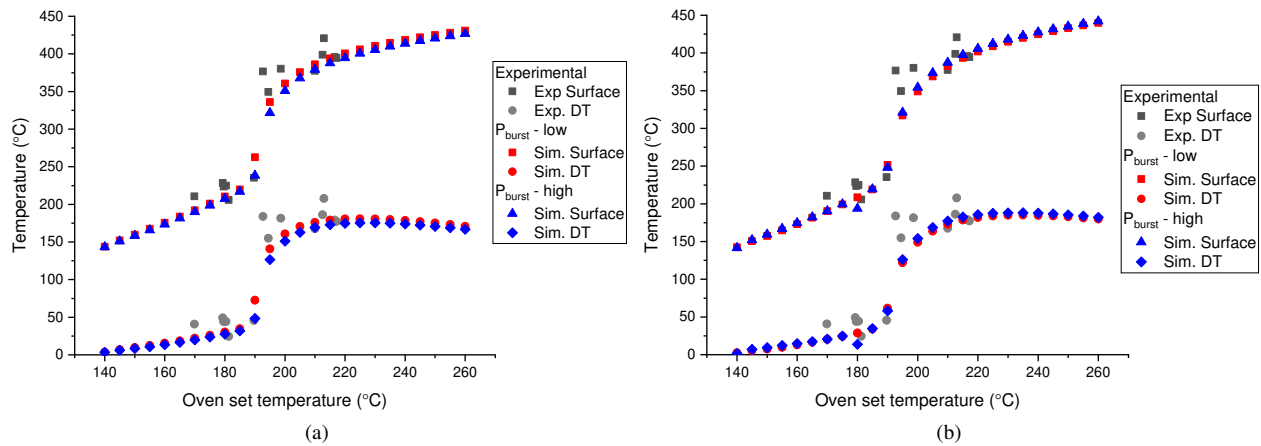 450
400
350
300
250
200
150
100
50
0
Temperature (°C)
140 160 180 200 220 240 260
Oven set temperature (°C)
Experimental
Exp Surface
Exp. DT
P_burst - low
Sim. Surface
Sim. DT
P_burst - high
Sim. Surface
Sim. DT
(a)
450
400
350
300
250
200
150
100
50
0
Temperature (°C)
140 160 180 200 220 240 260
Oven set temperature (°C)
Experimental
Exp Surface
Exp. DT
P_burst - low
Sim. Surface
Sim. DT
P_burst - high
Sim. Surface
Sim. DT
(b)